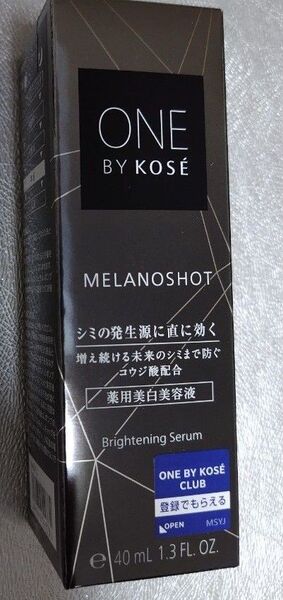 ONE
BY KOSÉ
MELANOSHOT
シミの発生源に直に効く
増え続ける未来のシミまで防ぐ
コウジ酸配合
薬用美白美容液
Brightening Serum
ONE BY KOSÉ
CLUB
登録でもらえる
OPEN MSYJ
℮ 40 mL 1.3 FL. OZ.